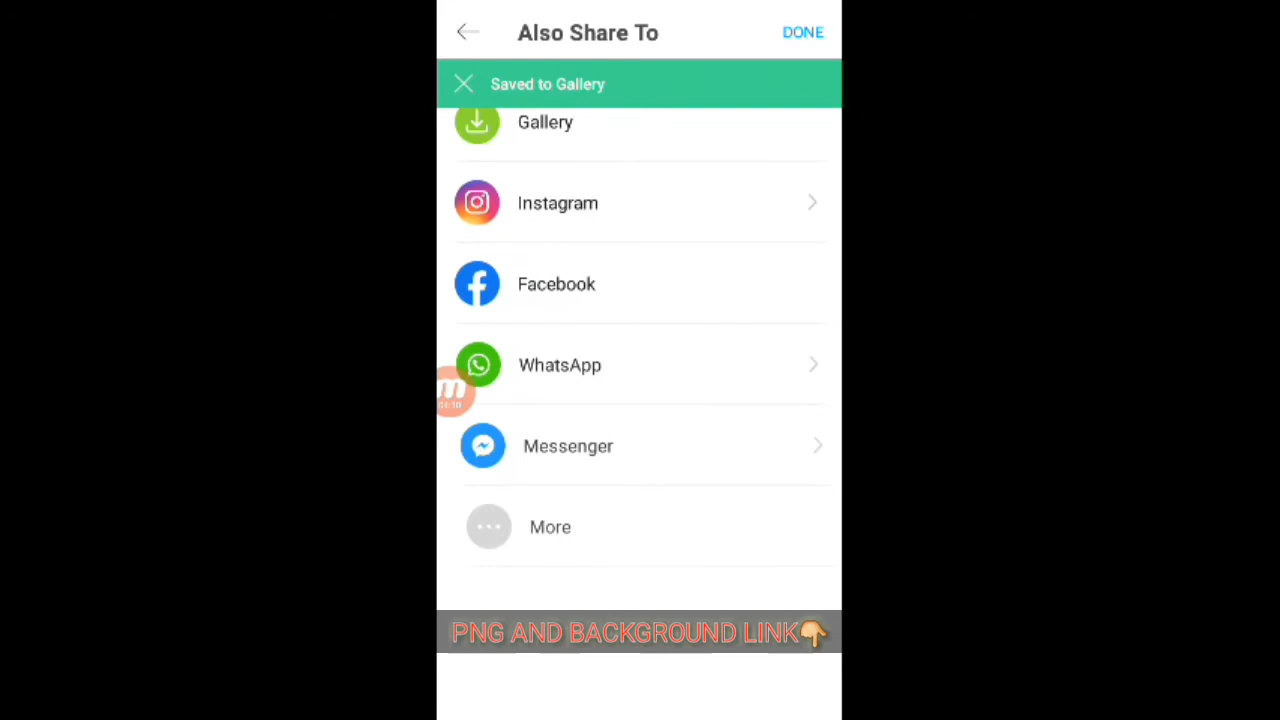 Also Share To
DONE
Saved to Gallery
Gallery
Instagram
Facebook
WhatsApp
Messenger
More
PNG AND BACKGROUND LINK👇